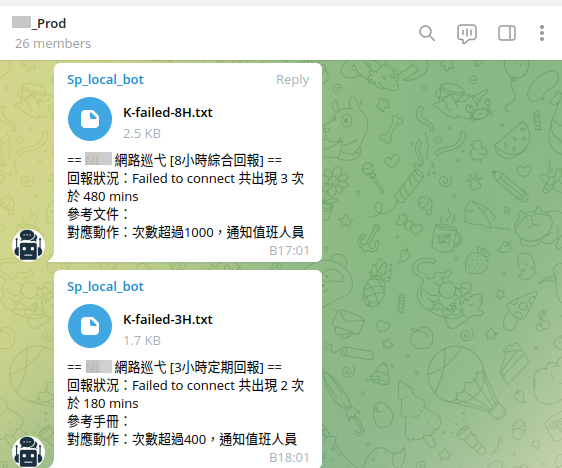 _Prod
26 members
Sp_local_bot
Reply
K-failed-8H.txt
2.5 KB
== 網路巡弋 [8小時綜合回報] ==
回報狀況：Failed to connect 共出現 3 次
於 480 mins
參考文件：
對應動作：次數超過1000，通知值班人員
B17:01
Sp_local_bot
K-failed-3H.txt
1.7 KB
== 網路巡弋 [3小時定期回報] ==
回報狀況：Failed to connect 共出現 2 次
於 180 mins
參考手冊：
對應動作：次數超過400，通知值班人員
B18:01